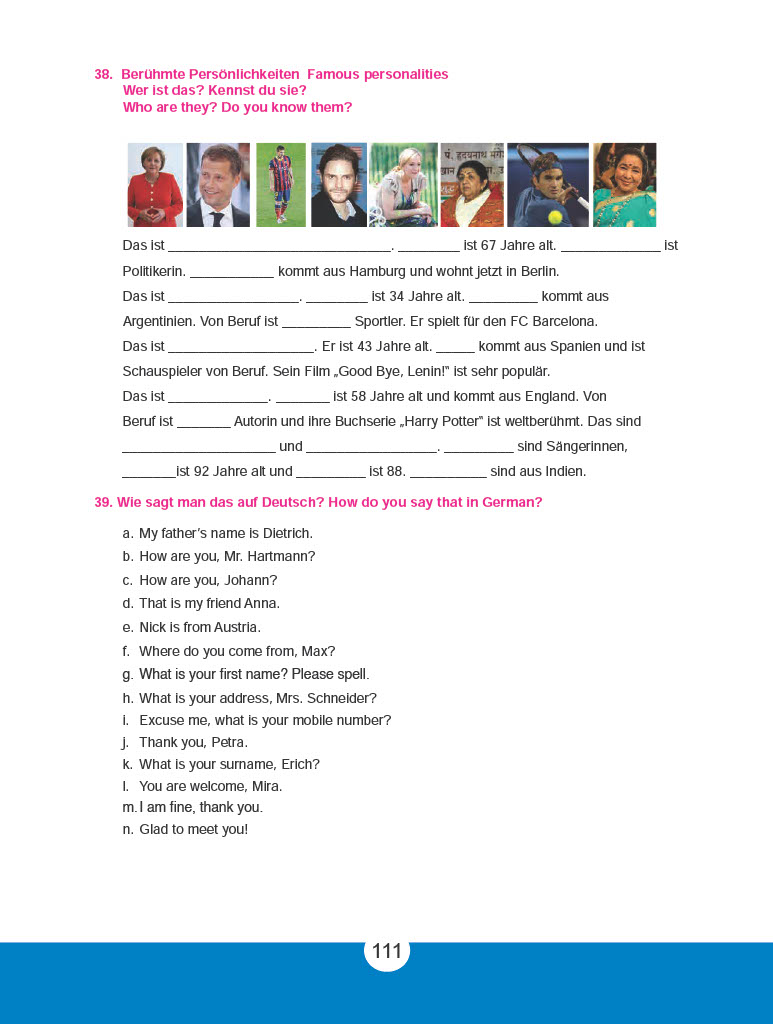 38. Berühmte Persönlichkeiten Famous personalities
Wer ist das? Kennst du sie?
Who are they? Do you know them?
पं. हृदयनाथ मंगे
Das ist _____________________________. ________ ist 67 Jahre alt. _____________ ist
Politikerin. ___________ kommt aus Hamburg und wohnt jetzt in Berlin.
Das ist _________________. ________ ist 34 Jahre alt. _________ kommt aus
Argentinien. Von Beruf ist _________ Sportler. Er spielt für den FC Barcelona.
Das ist ___________________. Er ist 43 Jahre alt. _____ kommt aus Spanien und ist
Schauspieler von Beruf. Sein Film „Good Bye, Lenin!“ ist sehr populär.
Das ist _____________. _______ ist 58 Jahre alt und kommt aus England. Von
Beruf ist _______ Autorin und ihre Buchserie „Harry Potter“ ist weltberühmt. Das sind
____________________ und _________________. _________ sind Sängerinnen,
_______ist 92 Jahre alt und _________ ist 88. __________ sind aus Indien.
39. Wie sagt man das auf Deutsch? How do you say that in German?
a. My father’s name is Dietrich.
b. How are you, Mr. Hartmann?
c. How are you, Johann?
d. That is my friend Anna.
e. Nick is from Austria.
f. Where do you come from, Max?
g. What is your first name? Please spell.
h. What is your address, Mrs. Schneider?
i. Excuse me, what is your mobile number?
j. Thank you, Petra.
k. What is your surname, Erich?
l. You are welcome, Mira.
m. I am fine, thank you.
n. Glad to meet you!
111